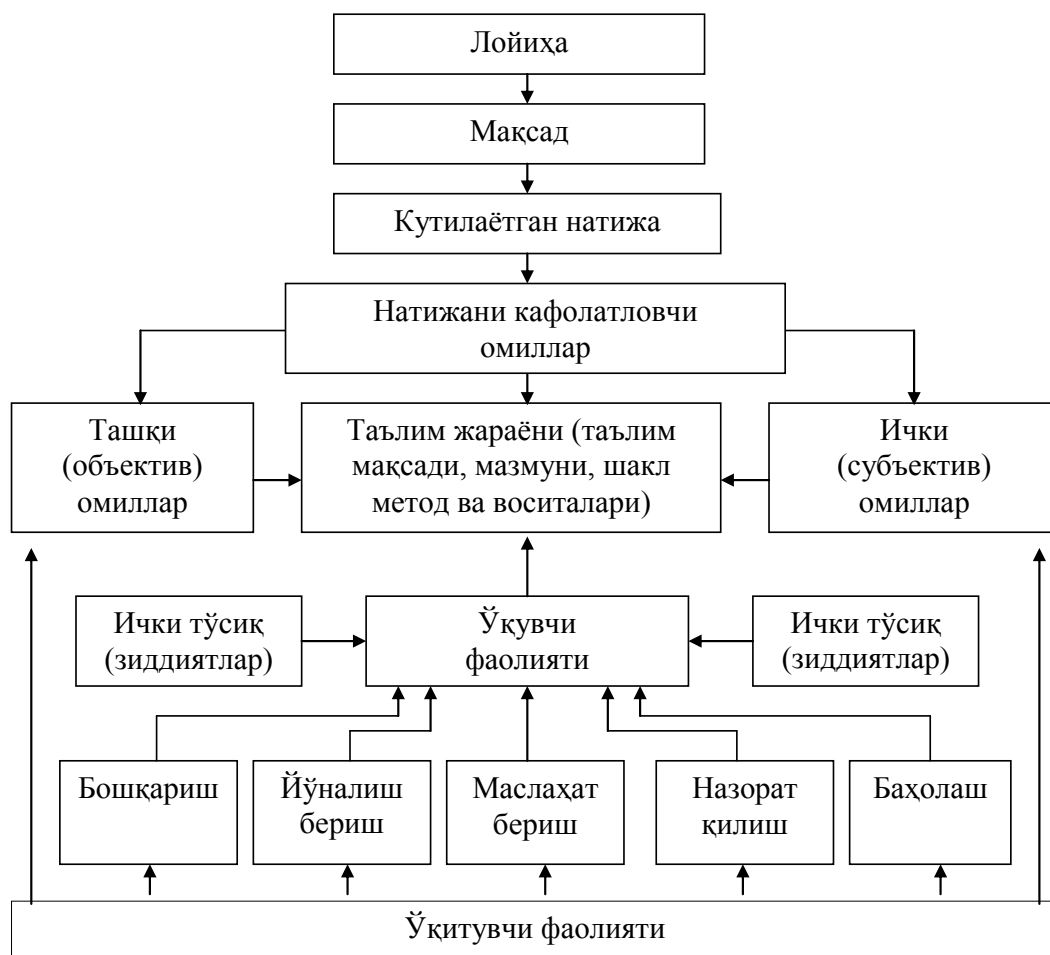 Лойиҳа
Мақсад
Кутилаётган натижа
Натижани кафолатловчи
омиллар
Ташқи
(объектив)
омиллар
Таълим жараёни (таълим
мақсади, мазмуни, шакл
метод ва воситалари)
Ички
(субъектив)
омиллар
Ички тўсиқ
(зиддиятлар)
Ўқувчи
фаолияти
Ички тўсиқ
(зиддиятлар)
Бошқариш
Йўналиш
бериш
Маслаҳат
бериш
Назорат
қилиш
Баҳолаш
Ўқитувчи фаолияти